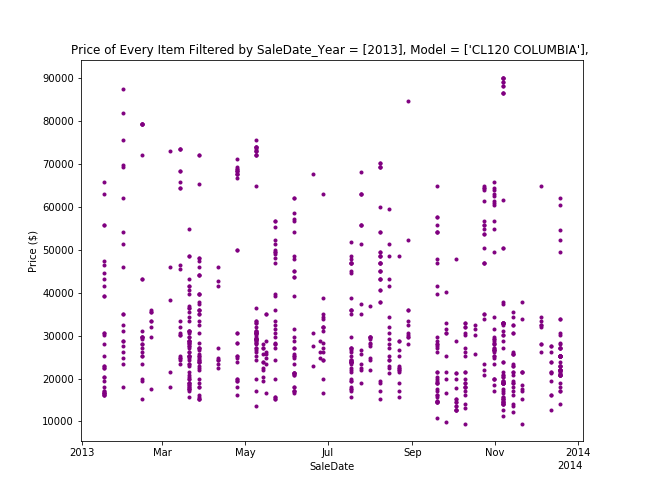 Price of Every Item Filtered by SaleDate_Year = [2013], Model = ['CL120 COLUMBIA'],
90000
80000
70000
60000
50000
40000
30000
20000
10000
Price ($)
2013 Mar May Jul Sep Nov 2014
2014
SaleDate